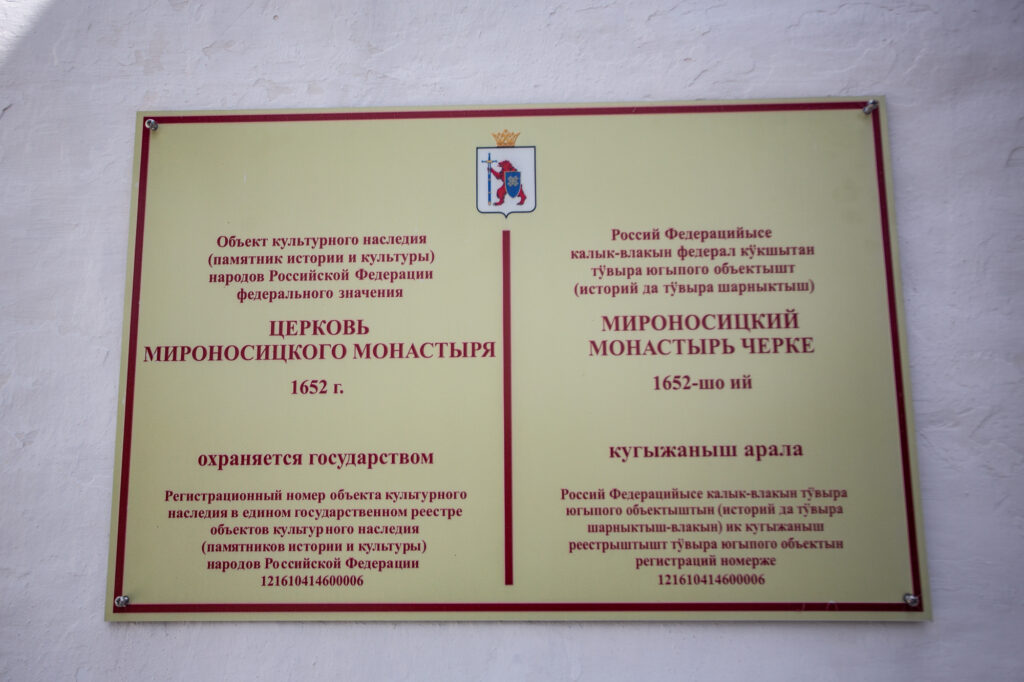 Объект культурного наследия
(памятник истории и культуры)
народов Российской Федерации
федерального значения
ЦЕРКОВЬ
МИРОНОСИЦКОГО МОНАСТЫРЯ
1652 г.
охраняется государством
Регистрационный номер объекта культурного
наследия в едином государственном реестре
объектов культурного наследия
(памятников истории и культуры)
народов Российской Федерации
121610414600006
Россий Федерацийысе
калык-влакын федерал кӱкшытан
тӱвыра югыпого объектышт
(историй да тӱвыра шарныктыш)
МИРОНОСИЦКИЙ
МОНАСТЫРЬ ЧЕРКЕ
1652-шо ий
кугыжаныш арала
Россий Федерацийысе калык-влакын тӱвыра
югыпого объектыштын (историй да тӱвыра
шарныктыш-влакын) ик кугыжаныш
реестрыштышт тӱвыра югыпого объектын
регистраций номерже
121610414600006